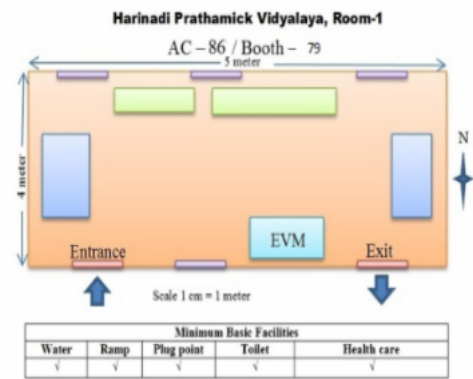 Harinadi Prathamick Vidyalaya, Room-1
AC – 86 / Booth – 79
5 meter
4 meter
N
EVM
Entrance
Exit
Scale 1 cm = 1 meter
Minimum Basic Facilities
Water Ramp Plug point Toilet Health care
√ √ √ √ √